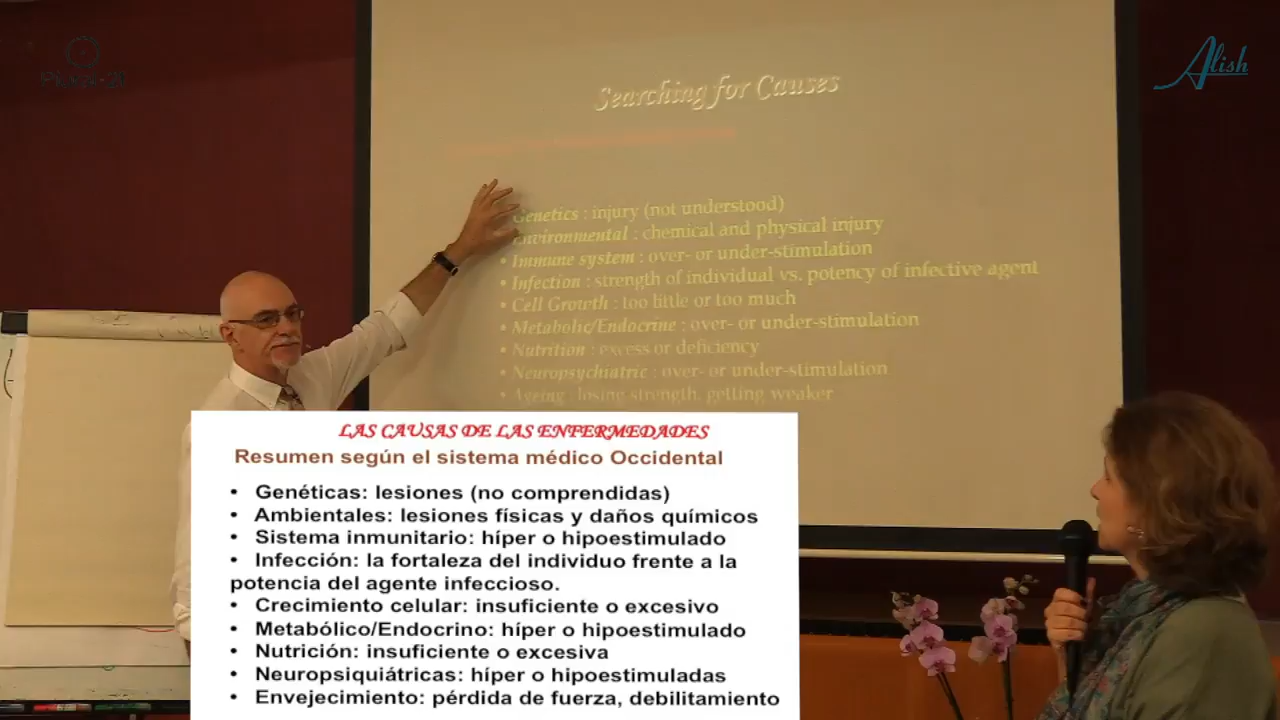 Plural-21
Alish
Searching for Causes
Genetics : injury (not understood)
Environmental : chemical and physical injury
• Immune system : over- or under-stimulation
• Infection : strength of individual vs. potency of infective agent
• Cell Growth : too little or too much
• Metabolic/Endocrine : over- or under-stimulation
• Nutrition : excess or deficiency
• Neuropsychiatric : over- or under-stimulation
• Ageing : losing strength, getting weaker
LAS CAUSAS DE LAS ENFERMEDADES
Resumen según el sistema médico Occidental
• Genéticas: lesiones (no comprendidas)
• Ambientales: lesiones físicas y daños químicos
• Sistema inmunitario: híper o hipoestimulado
• Infección: la fortaleza del individuo frente a la
potencia del agente infeccioso.
• Crecimiento celular: insuficiente o excesivo
• Metabólico/Endocrino: híper o hipoestimulado
• Nutrición: insuficiente o excesiva
• Neuropsiquiátricas: híper o hipoestimuladas
• Envejecimiento: pérdida de fuerza, debilitamiento